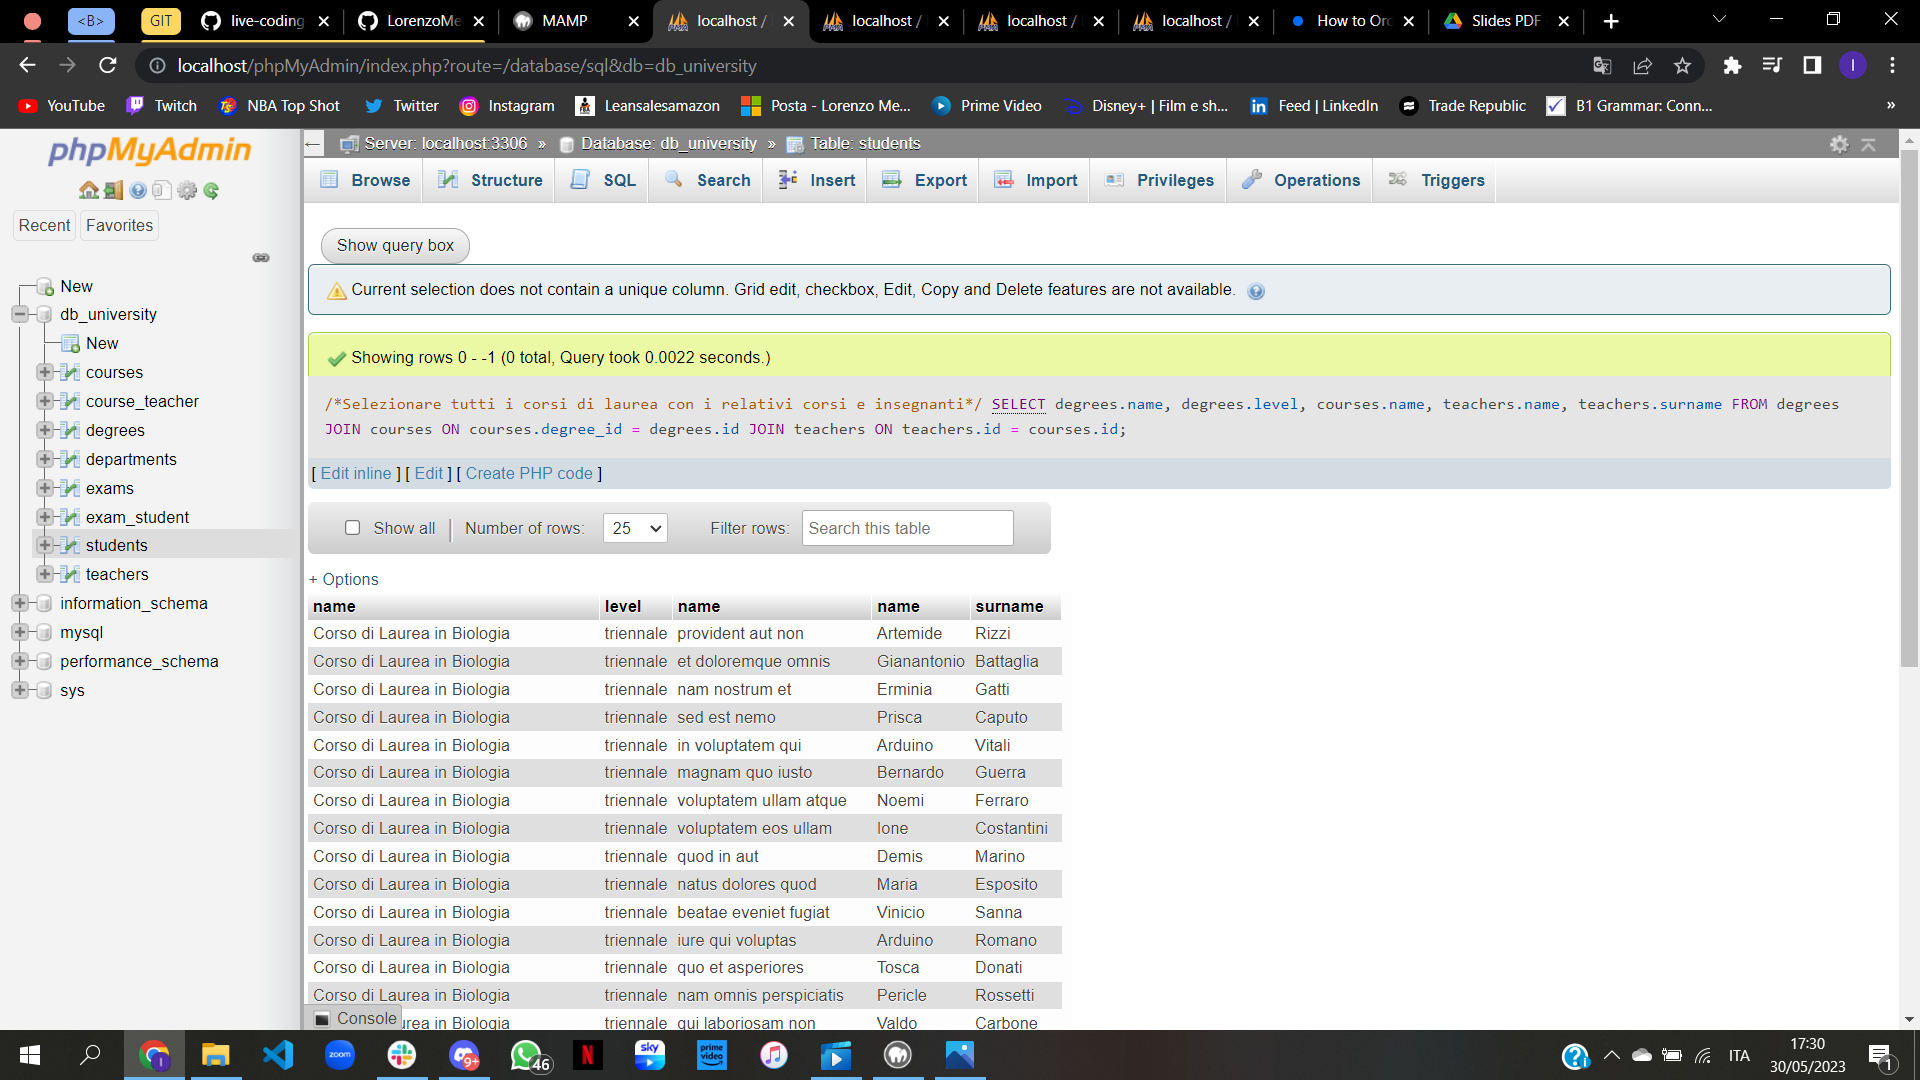 <B>
GIT
live-coding
LorenzoMe
MAMP
localhost /
localhost /
localhost /
localhost /
How to Or
Slides PDF
localhost/phpMyAdmin/index.php?route=/database/sql&db=db_university
I
YouTube
Twitch
NBA Top Shot
Twitter
Instagram
Leansalesamazon
Posta - Lorenzo Me...
Prime Video
Disney+ | Film e sh...
Feed | LinkedIn
Trade Republic
B1 Grammar: Conn...
»
phpMyAdmin
Recent
Favorites
New
db_university
New
courses
course_teacher
degrees
departments
exams
exam_student
students
teachers
information_schema
mysql
performance_schema
sys
Server: localhost:3306 » Database: db_university » Table: students
Browse
Structure
SQL
Search
Insert
Export
Import
Privileges
Operations
Triggers
Show query box
Current selection does not contain a unique column. Grid edit, checkbox, Edit, Copy and Delete features are not available.
Showing rows 0 - -1 (0 total, Query took 0.0022 seconds.)
/*Selezionare tutti i corsi di laurea con i relativi corsi e insegnanti*/ SELECT degrees.name, degrees.level, courses.name, teachers.name, teachers.surname FROM degrees
JOIN courses ON courses.degree_id = degrees.id JOIN teachers ON teachers.id = courses.id;
[ Edit inline ] [ Edit ] [ Create PHP code ]
Show all | Number of rows: 25 Filter rows: Search this table
+ Options
name level name name surname
Corso di Laurea in Biologia triennale provident aut non Artemide Rizzi
Corso di Laurea in Biologia triennale et doloremque omnis Gianantonio Battaglia
Corso di Laurea in Biologia triennale nam nostrum et Erminia Gatti
Corso di Laurea in Biologia triennale sed est nemo Prisca Caputo
Corso di Laurea in Biologia triennale in voluptatem qui Arduino Vitali
Corso di Laurea in Biologia triennale magnam quo iusto Bernardo Guerra
Corso di Laurea in Biologia triennale voluptatem ullam atque Noemi Ferraro
Corso di Laurea in Biologia triennale voluptatem eos ullam Ione Costantini
Corso di Laurea in Biologia triennale quod in aut Demis Marino
Corso di Laurea in Biologia triennale natus dolores quod Maria Esposito
Corso di Laurea in Biologia triennale beatae eveniet fugiat Vinicio Sanna
Corso di Laurea in Biologia triennale iure qui voluptas Arduino Romano
Corso di Laurea in Biologia triennale quo et asperiores Tosca Donati
Corso di Laurea in Biologia triennale nam omnis perspiciatis Pericle Rossetti
urea in Biologia triennale qui laboriosam non Valdo Carbone
Console
zoom
9+
46
N
sky
prime video
ITA
17:30
30/05/2023
1